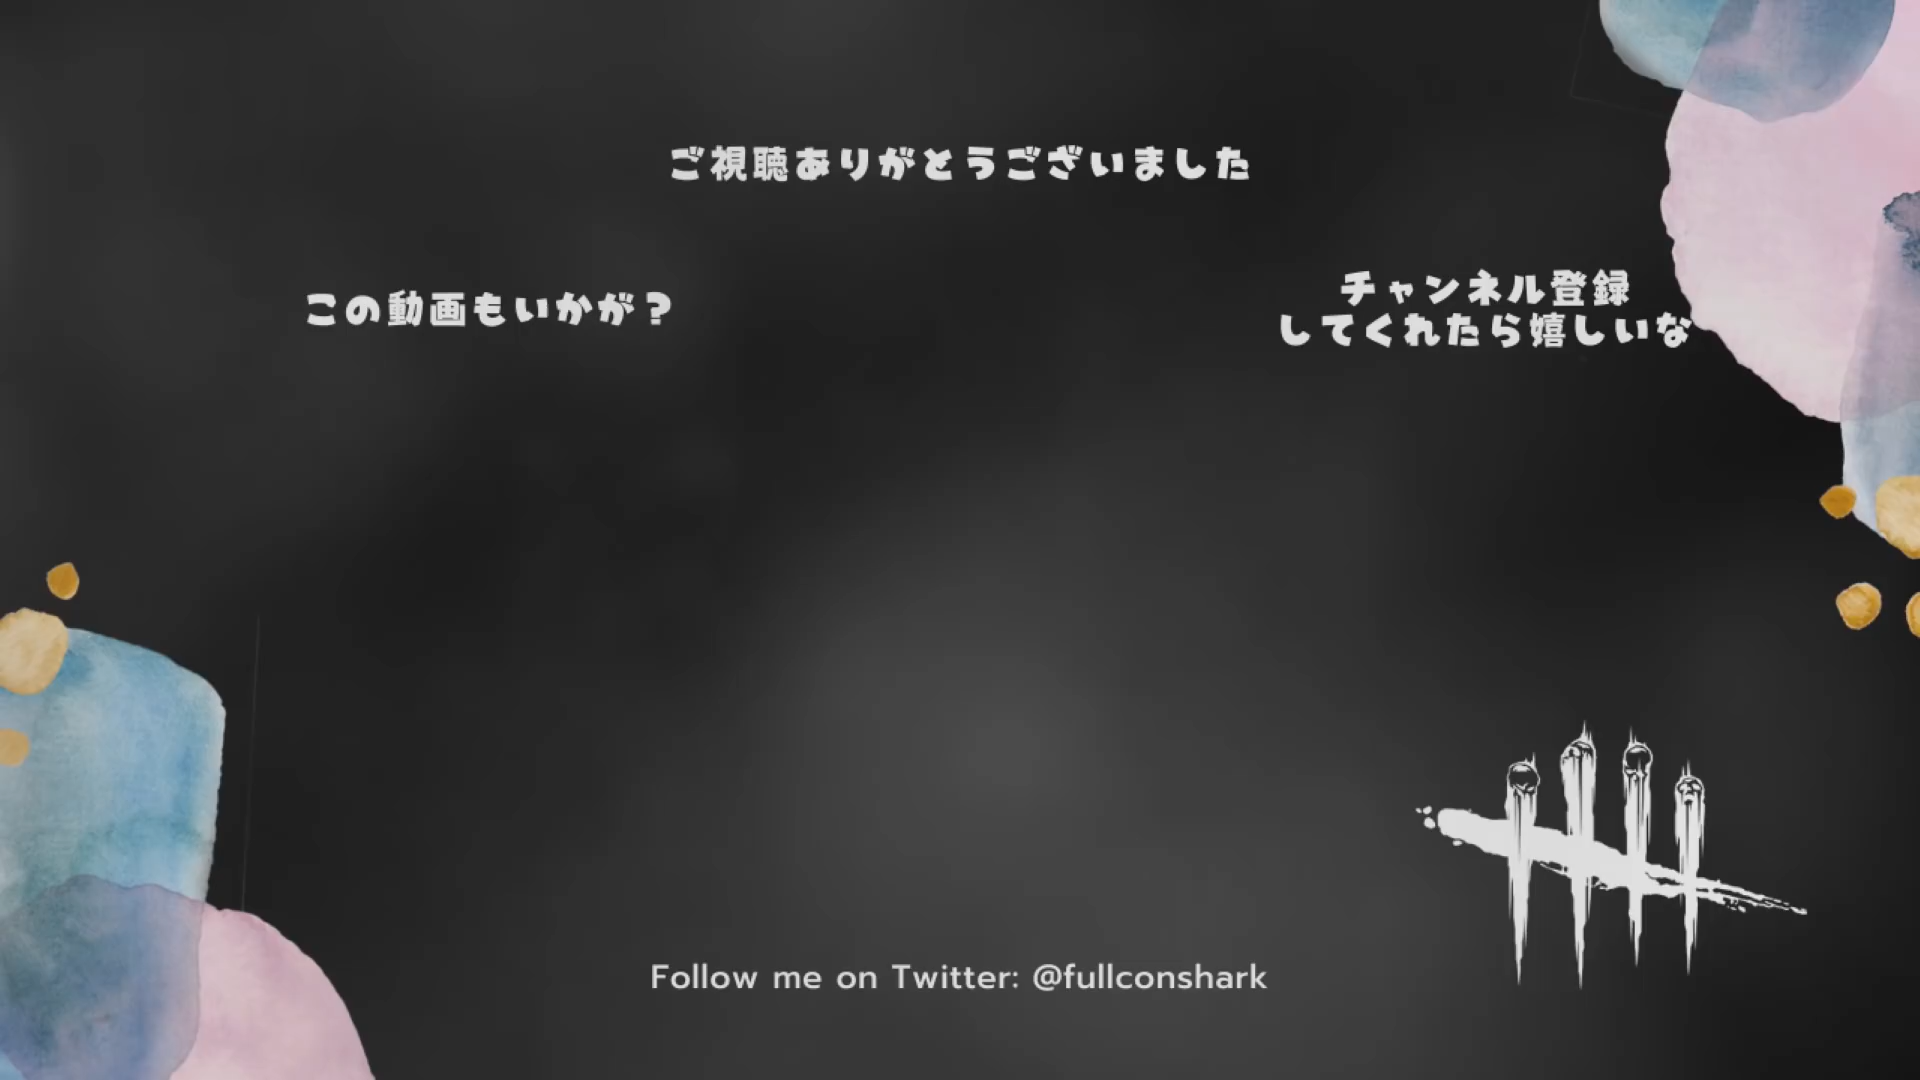 ご視聴ありがとうございました
この動画もいかが？
チャンネル登録
してくれたら嬉しいな
Follow me on Twitter: @fullconshark